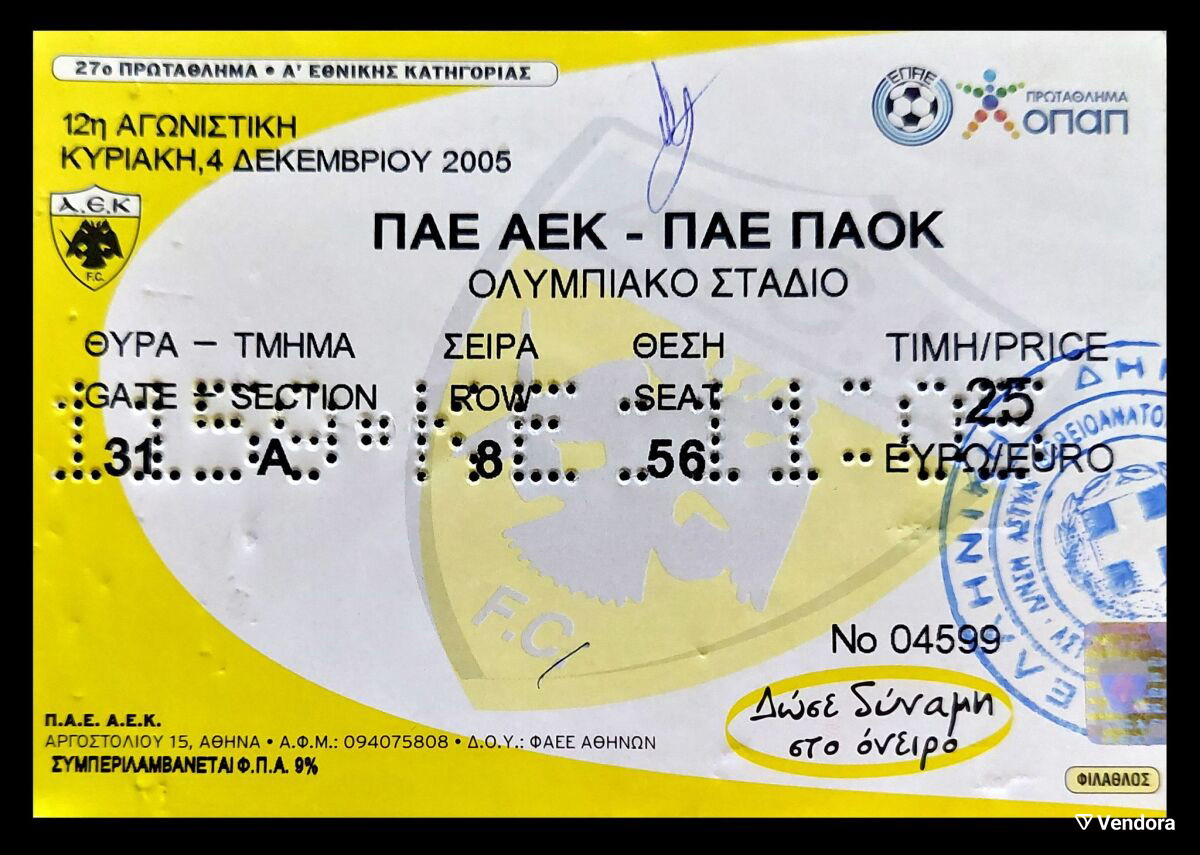 27ο ΠΡΩΤΑΘΛΗΜΑ • Α' ΕΘΝΙΚΗΣ ΚΑΤΗΓΟΡΙΑΣ
ΕΠΑΕ
ΠΡΩΤΑΘΛΗΜΑ
ΟΠΑΠ
12η ΑΓΩΝΙΣΤΙΚΗ
ΚΥΡΙΑΚΗ,4 ΔΕΚΕΜΒΡΙΟΥ 2005
Α.Ε.Κ
F.C.
ΠΑΕ ΑΕΚ - ΠΑΕ ΠΑΟΚ
ΟΛΥΜΠΙΑΚΟ ΣΤΑΔΙΟ
ΘΥΡΑ – ΤΜΗΜΑ ΣΕΙΡΑ ΘΕΣΗ ΤΙΜΗ/PRICE
GATE – SECTION ROW SEAT 25
31 A 8 56 ΕΥΡΩ/EURO
F.C.
No 04599
Δώσε δύναμη
στο όνειρο
Π.Α.Ε. Α.Ε.Κ.
ΑΡΓΟΣΤΟΛΙΟΥ 15, ΑΘΗΝΑ • Α.Φ.Μ.: 094075808 • Δ.Ο.Υ.: ΦΑΕΕ ΑΘΗΝΩΝ
ΣΥΜΠΕΡΙΛΑΜΒΑΝΕΤΑΙ Φ.Π.Α. 9%
ΦΙΛΑΘΛΟΣ
Vendora